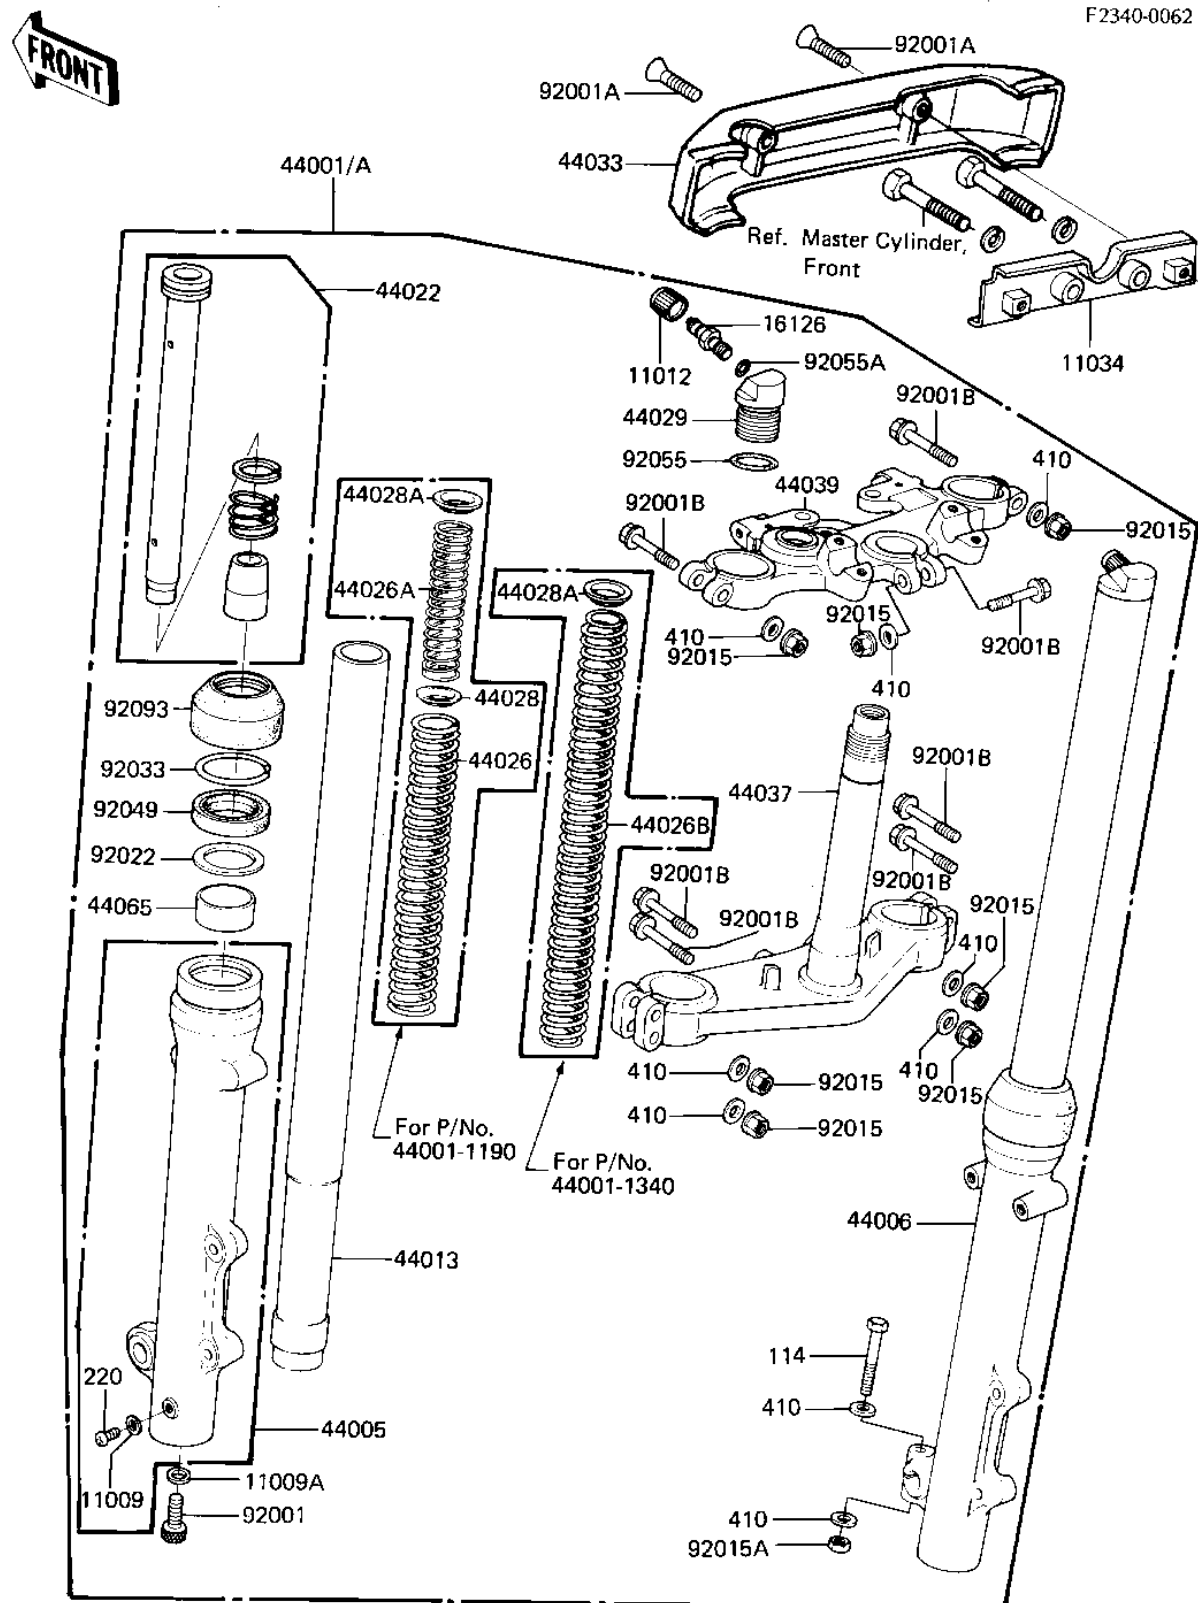 F2340-0062
FRONT
92001A
92001A
44033
44001/A
Ref. Master Cylinder,
Front
44022
16126
11012
92055A
11034
92001B
44029
410
92055
44039
44028A
92001B
92015
44026A
44028A
92015
410
92015
92001B
410
44028
92093
92001B
44026
92033
44037
92049
44026B
92022
92001B
92001B
44065
92001B
92015
410
410
92015
410
92015
410
92015
For P/No.
44001-1190
For P/No.
44001-1340
44006
44013
114
220
410
44005
11009A
11009
92001
410
92015A